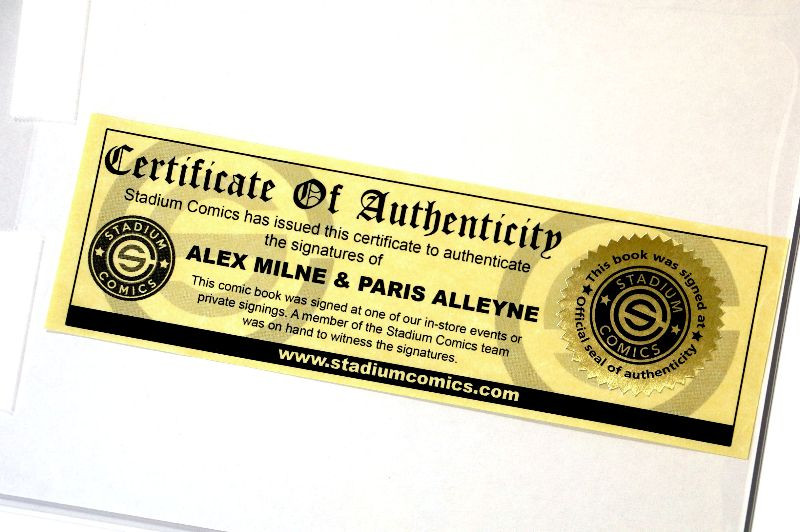 Certificate Of Authenticity
Stadium Comics has issued this certificate to authenticate
the signatures of
ALEX MILNE & PARIS ALLEYNE
This comic book was signed at one of our in-store events or
private signings. A member of the Stadium Comics team
was on hand to witness the signatures.
www.stadiumcomics.com
STADIUM
COMICS
This book was signed at
STADIUM
COMICS
Official seal of authenticity